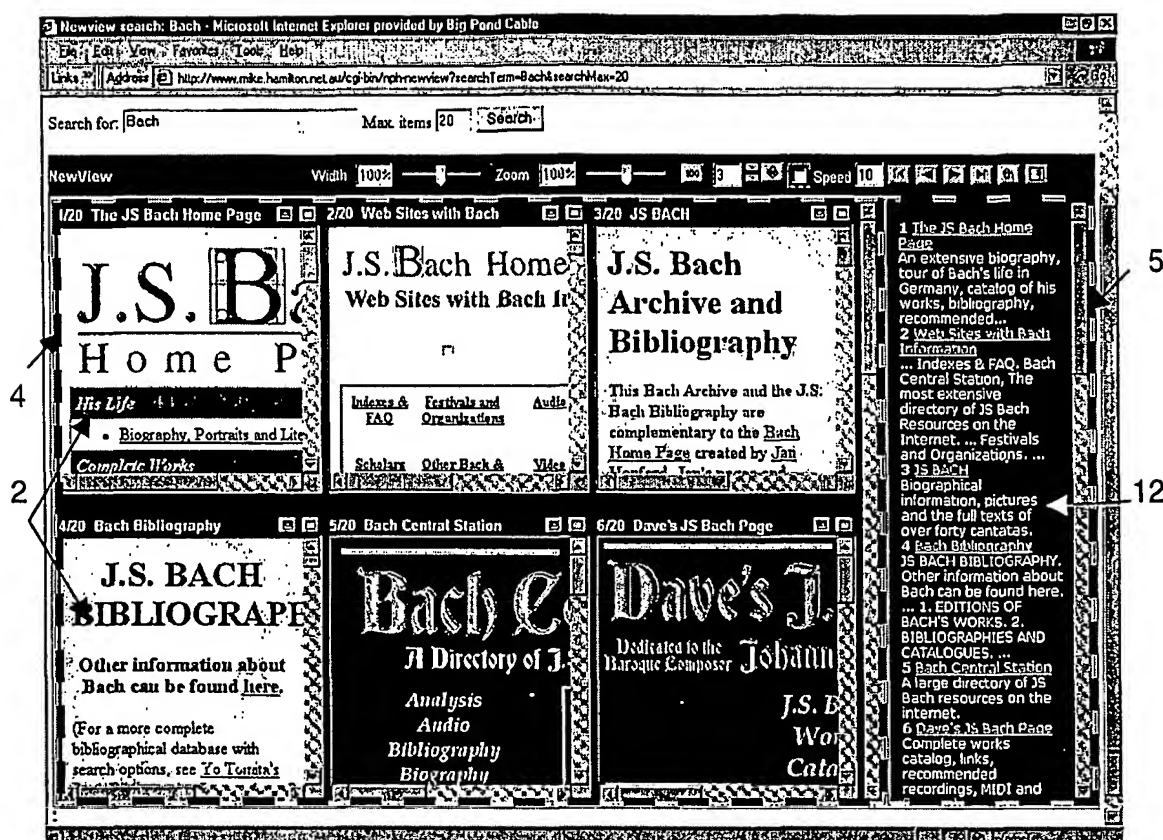 Newview search: Bach - Microsoft Internet Explorer provided by Big Pond Cable
File Edit View Favorites Tools Help
Links Address http://www.mike.hamilton.net.au/cgi-bin/nph-newview?searchTerm=Bach&searchMax=20
Search for: Bach Max. items 20 Search
NewView Width 100% Zoom 100% 100 3 Speed 10
1/20 The JS Bach Home Page
J.S. B
Home P
His Life
• Biography, Portraits and Lite
Complete Works
2/20 Web Sites with Bach
J.S. Bach Home
Web Sites with Bach In
Indexes & Festivals and Audio
FAQ Organizations
Scholars Other Bach & Video
3/20 JS BACH
J.S. Bach
Archive and
Bibliography
This Bach Archive and the J.S.
Bach Bibliography are
complementary to the Bach
Home Page created by Jan
4/20 Bach Bibliography
J.S. BACH
BIBLIOGRAPH
Other information about
Bach can be found here.
(For a more complete
bibliographical database with
search options, see Yo Tomita's
5/20 Bach Central Station
Bach Ce
A Directory of J.
Analysis
Audio
Bibliography
Biography
6/20 Dave's JS Bach Page
Dave's J.
Dedicated to the
Baroque Composer Johann
J.S. B
Wor
Cata
1 The JS Bach Home
Page
An extensive biography,
tour of Bach's life in
Germany, catalog of his
works, bibliography,
recommended...
2 Web Sites with Bach
Information
... Indexes & FAQ. Bach
Central Station, The
most extensive
directory of JS Bach
Resources on the
Internet. ... Festivals
and Organizations. ...
3 JS BACH
Biographical
information, pictures
and the full texts of
over forty cantatas.
4 Bach Bibliography
JS BACH BIBLIOGRAPHY.
Other information about
Bach can be found here.
... 1. EDITIONS OF
BACH'S WORKS. 2.
BIBLIOGRAPHIES AND
CATALOGUES. ...
5 Bach Central Station
A large directory of JS
Bach resources on the
internet.
6 Dave's JS Bach Page
Complete works
catalog, links,
recommended
recordings, MIDI and
4
2
5
12